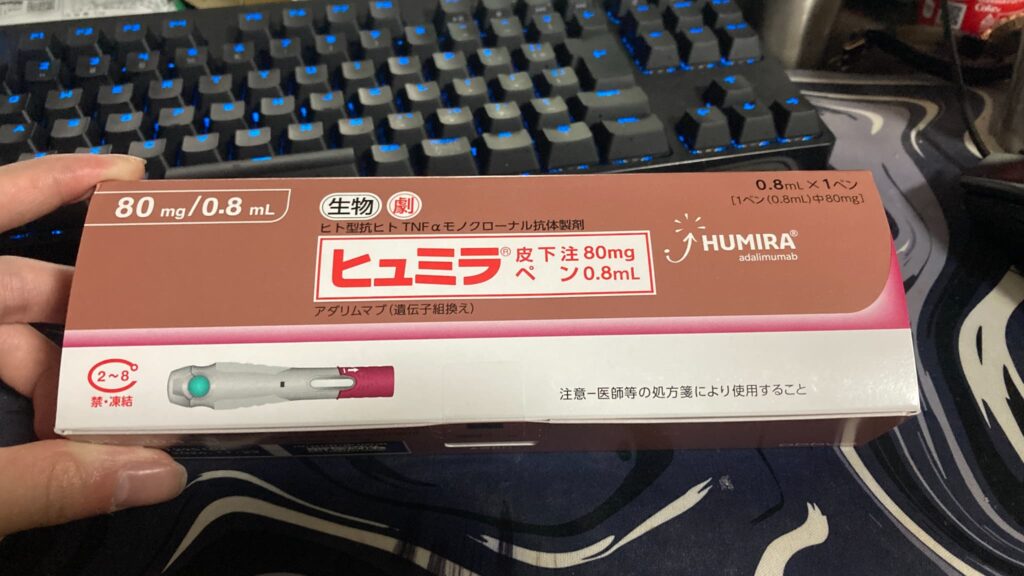 80 mg/0.8 mL
生物 劇
ヒト型抗ヒトTNFαモノクローナル抗体製剤
ヒュミラ® 皮下注80mg
ペン0.8mL
アダリムマブ(遺伝子組換え)
0.8mL×1ペン
[1ペン(0.8mL)中80mg]
HUMIRA®
adalimumab
2~8°
禁・凍結
注意-医師等の処方箋により使用すること